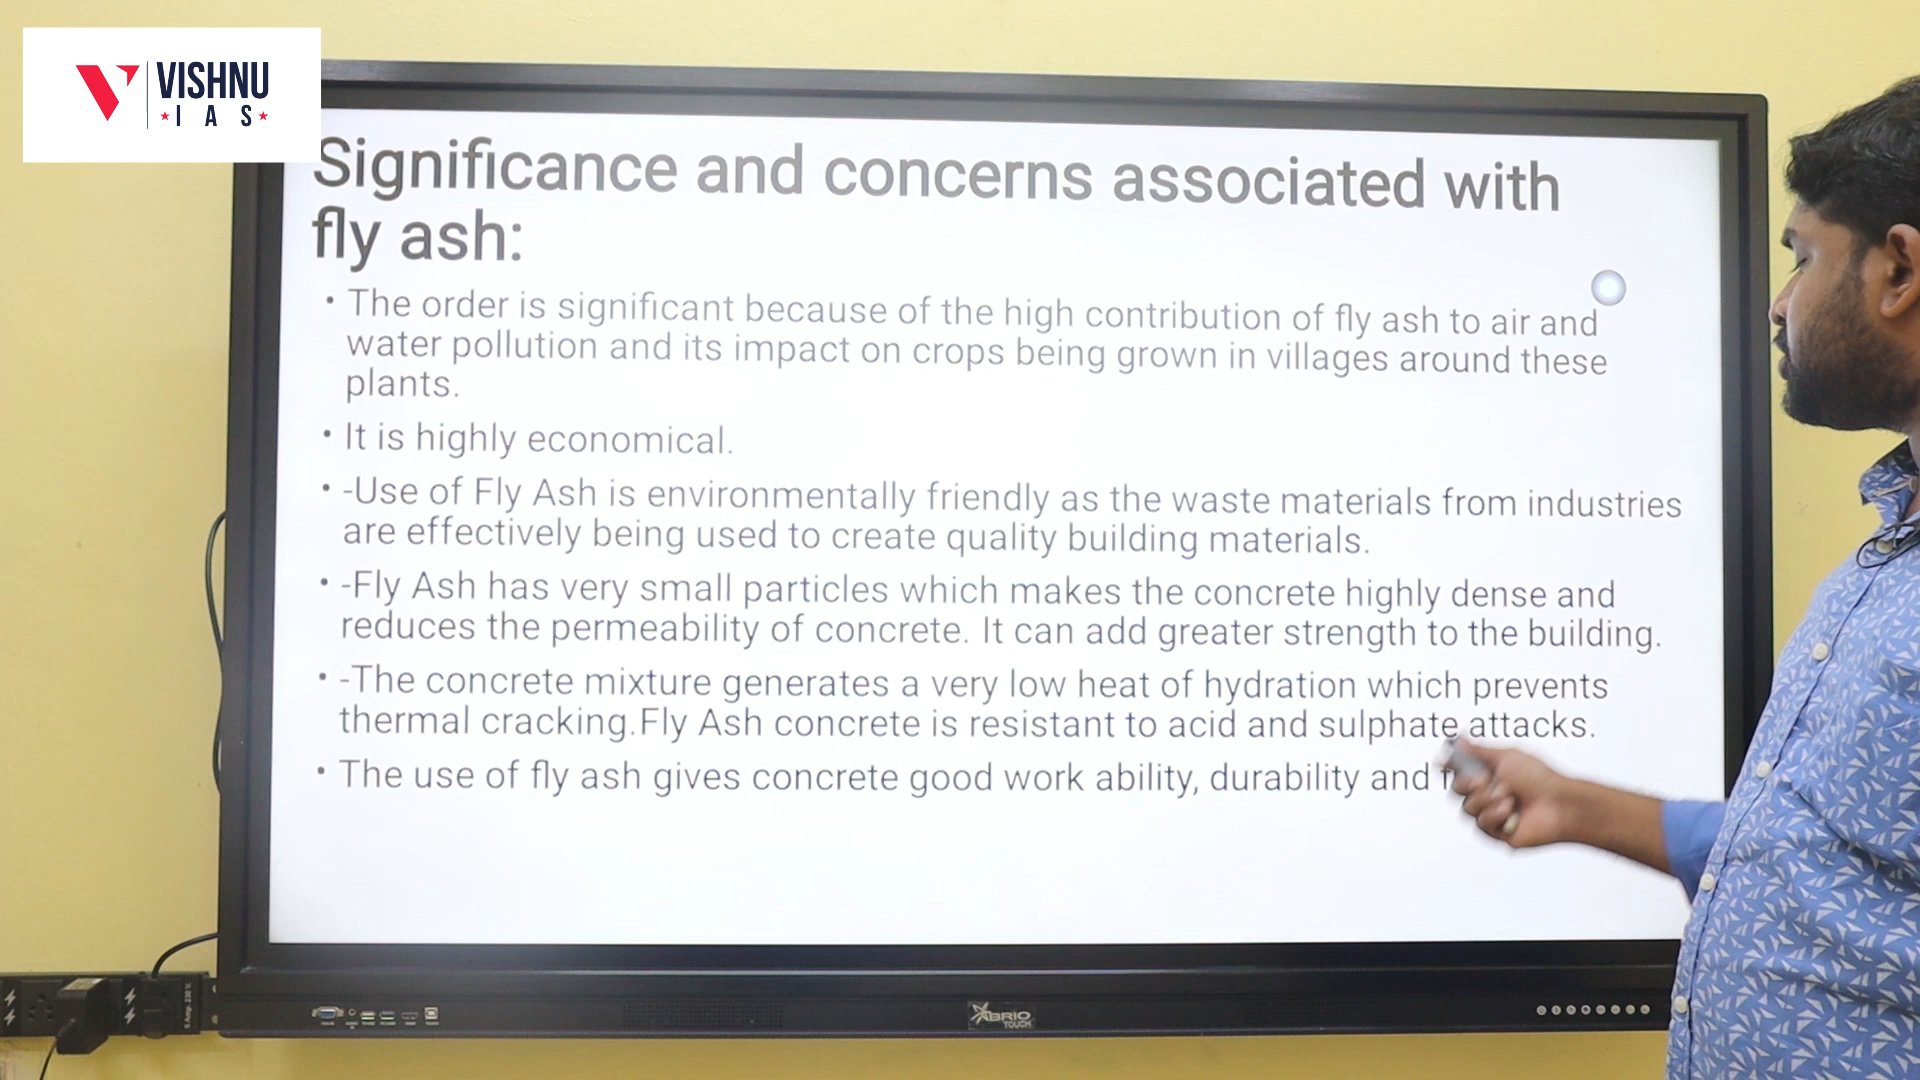 VISHNU
IAS
Significance and concerns associated with
fly ash:
• The order is significant because of the high contribution of fly ash to air and
water pollution and its impact on crops being grown in villages around these
plants.
• It is highly economical.
• -Use of Fly Ash is environmentally friendly as the waste materials from industries
are effectively being used to create quality building materials.
• -Fly Ash has very small particles which makes the concrete highly dense and
reduces the permeability of concrete. It can add greater strength to the building.
• -The concrete mixture generates a very low heat of hydration which prevents
thermal cracking.Fly Ash concrete is resistant to acid and sulphate attacks.
• The use of fly ash gives concrete good work ability, durability and
ABRIO
TOUCH